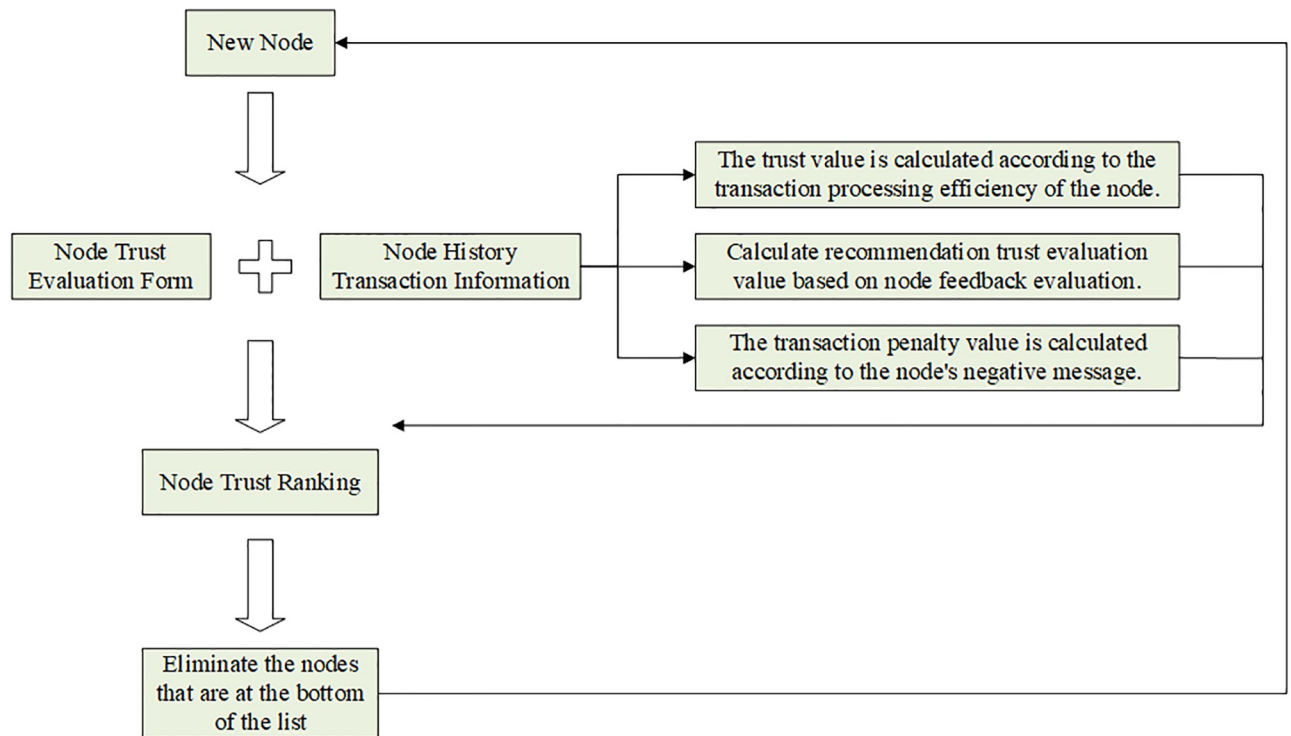 New Node
The trust value is calculated according to the
transaction processing efficiency of the node.
Node Trust
Evaluation Form
Node History
Transaction Information
Calculate recommendation trust evaluation
value based on node feedback evaluation.
The transaction penalty value is calculated
according to the node's negative message.
Node Trust Ranking
Eliminate the nodes
that are at the bottom
of the list